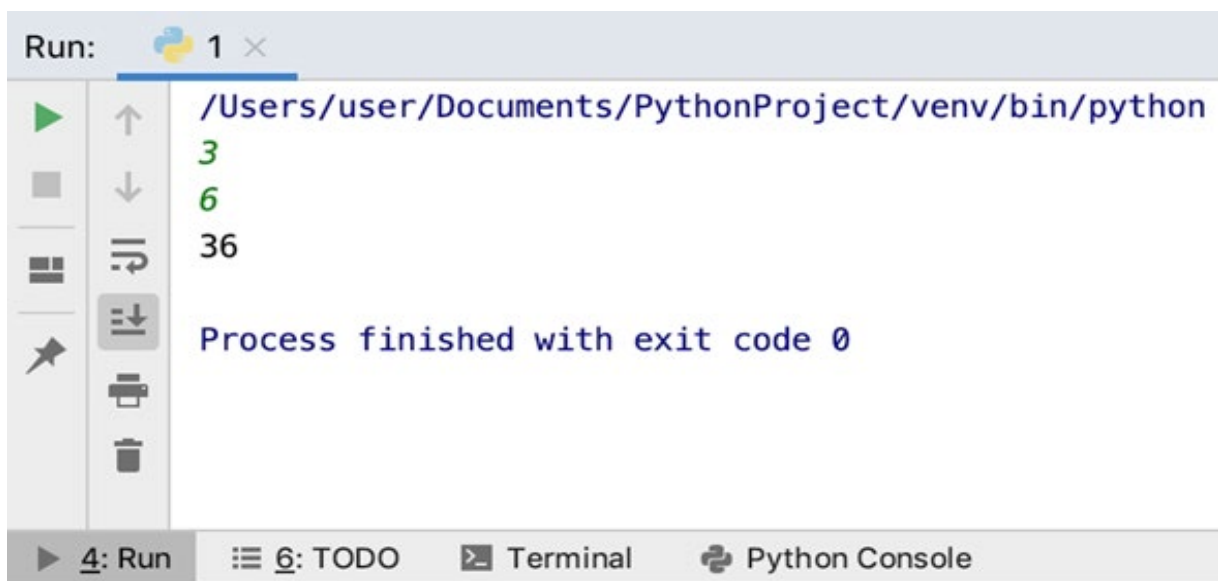 Run: 1
/Users/user/Documents/PythonProject/venv/bin/python
3
6
36
Process finished with exit code 0
4: Run 6: TODO Terminal Python Console